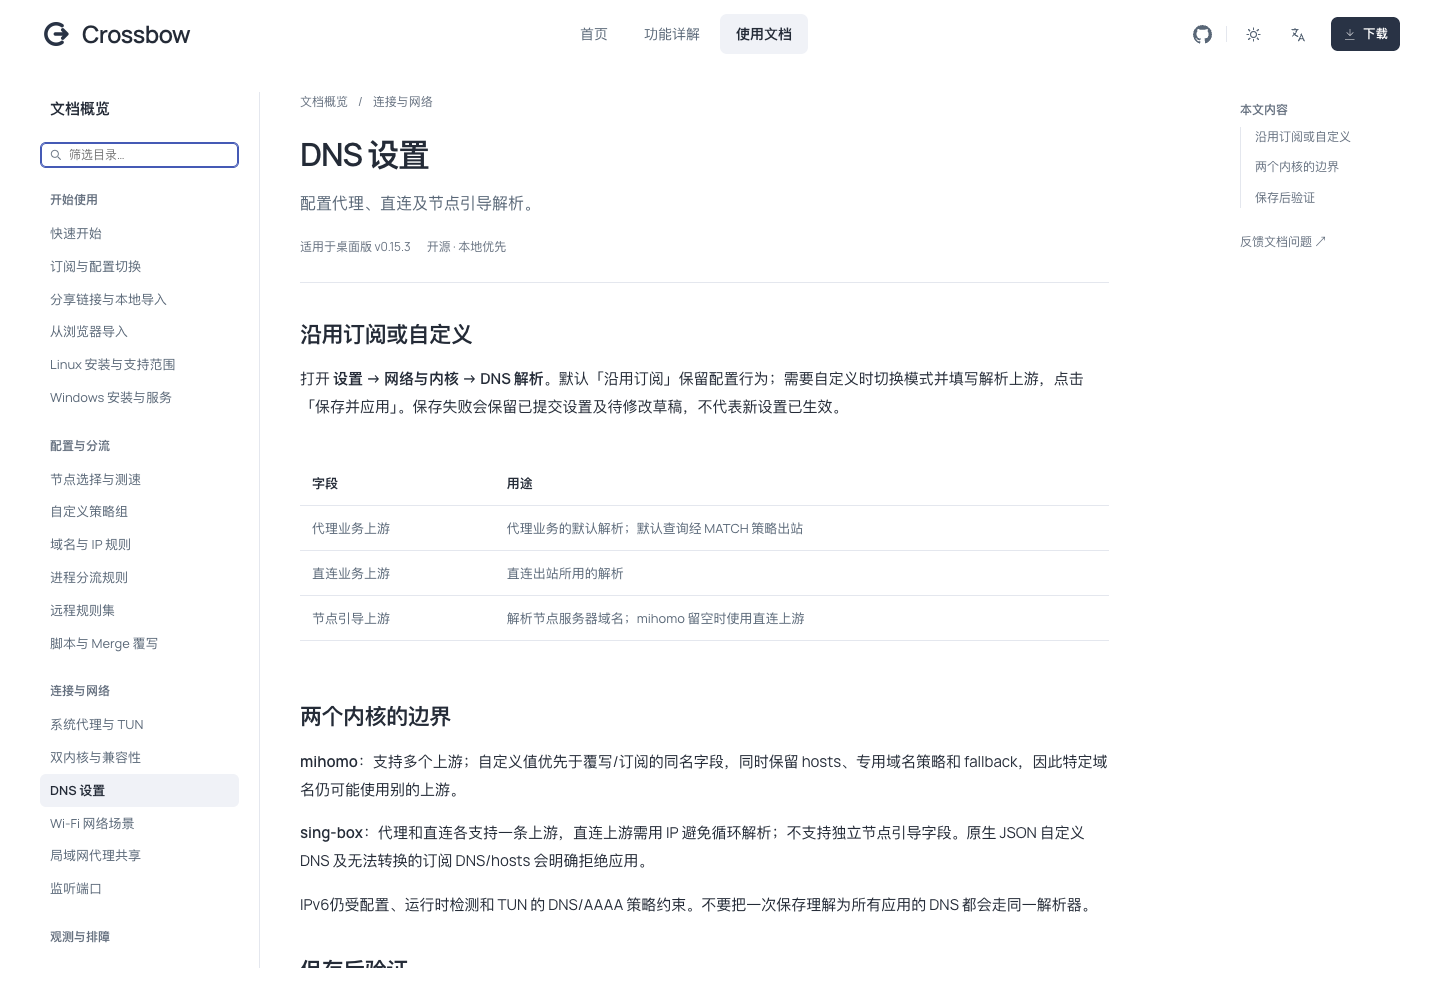 Crossbow
首页
功能详解
使用文档
下载
文档概览
筛选目录...
开始使用
快速开始
订阅与配置切换
分享链接与本地导入
从浏览器导入
Linux 安装与支持范围
Windows 安装与服务
配置与分流
节点选择与测速
自定义策略组
域名与 IP 规则
进程分流规则
远程规则集
脚本与 Merge 覆写
连接与网络
系统代理与 TUN
双内核与兼容性
DNS 设置
Wi-Fi 网络场景
局域网代理共享
监听端口
观测与排障
文档概览 / 连接与网络
DNS 设置
配置代理、直连及节点引导解析。
适用于桌面版 v0.15.3 开源 · 本地优先
沿用订阅或自定义
打开 设置 → 网络与内核 → DNS 解析。默认「沿用订阅」保留配置行为；需要自定义时切换模式并填写解析上游，点击
「保存并应用」。保存失败会保留已提交设置及待修改草稿，不代表新设置已生效。
字段 用途
代理业务上游 代理业务的默认解析；默认查询经 MATCH 策略出站
直连业务上游 直连出站所用的解析
节点引导上游 解析节点服务器域名；mihomo 留空时使用直连上游
两个内核的边界
mihomo：支持多个上游；自定义值优先于覆写/订阅的同名字段，同时保留 hosts、专用域名策略和 fallback，因此特定域
名仍可能使用别的上游。
sing-box：代理和直连各支持一条上游，直连上游需用 IP 避免循环解析；不支持独立节点引导字段。原生 JSON 自定义
DNS 及无法转换的订阅 DNS/hosts 会明确拒绝应用。
IPv6仍受配置、运行时检测和 TUN 的 DNS/AAAA 策略约束。不要把一次保存理解为所有应用的 DNS 都会走同一解析器。
保存后验证
本文内容
沿用订阅或自定义
两个内核的边界
保存后验证
反馈文档问题 ↗